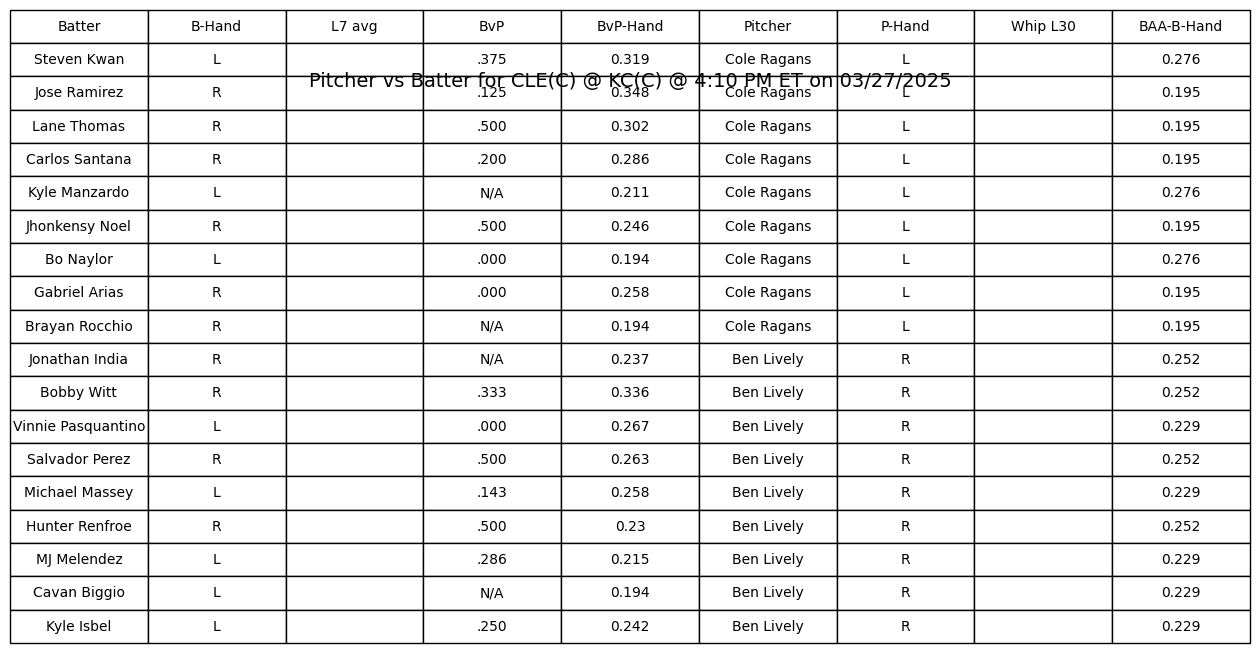 Batter B-Hand L7 avg BvP BvP-Hand Pitcher P-Hand Whip L30 BAA-B-Hand
Steven Kwan L .375 0.319 Cole Ragans L 0.276
Pitcher vs Batter for CLE(C) @ KC(C) @ 4:10 PM ET on 03/27/2025
Jose Ramirez R .125 0.348 Cole Ragans L 0.195
Lane Thomas R .500 0.302 Cole Ragans L 0.195
Carlos Santana R .200 0.286 Cole Ragans L 0.195
Kyle Manzardo L N/A 0.211 Cole Ragans L 0.276
Jhonkensy Noel R .500 0.246 Cole Ragans L 0.195
Bo Naylor L .000 0.194 Cole Ragans L 0.276
Gabriel Arias R .000 0.258 Cole Ragans L 0.195
Brayan Rocchio R N/A 0.194 Cole Ragans L 0.195
Jonathan India R N/A 0.237 Ben Lively R 0.252
Bobby Witt R .333 0.336 Ben Lively R 0.252
Vinnie Pasquantino L .000 0.267 Ben Lively R 0.229
Salvador Perez R .500 0.263 Ben Lively R 0.252
Michael Massey L .143 0.258 Ben Lively R 0.229
Hunter Renfroe R .500 0.23 Ben Lively R 0.252
MJ Melendez L .286 0.215 Ben Lively R 0.229
Cavan Biggio L N/A 0.194 Ben Lively R 0.229
Kyle Isbel L .250 0.242 Ben Lively R 0.229